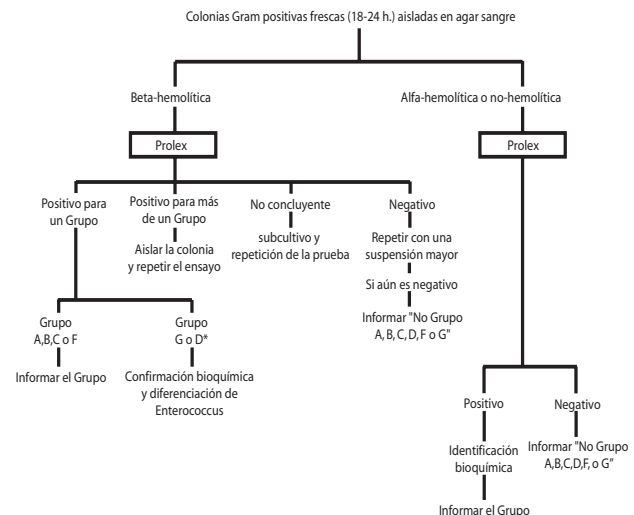 Colonias Gram positivas frescas (18-24 h.) aisladas en agar sangre
Beta-hemolítica
Alfa-hemolítica o no-hemolítica
Prolex
Prolex
Positivo para
un Grupo
Positivo para más
de un Grupo
Aislar la colonia
y repetir el ensayo
No concluyente
subcultivo y
repetición de la prueba
Negativo
Repetir con una
suspensión mayor
Si aún es negativo
Informar "No Grupo
A, B, C, D, F o G"
Grupo
A,B,C o F
Informar el Grupo
Grupo
G o D*
Confirmación bioquímica
y diferenciación de
Enterococcus
Positivo
Identificación
bioquímica
Informar el Grupo
Negativo
Informar "No Grupo
A,B,C,D,F, o G"